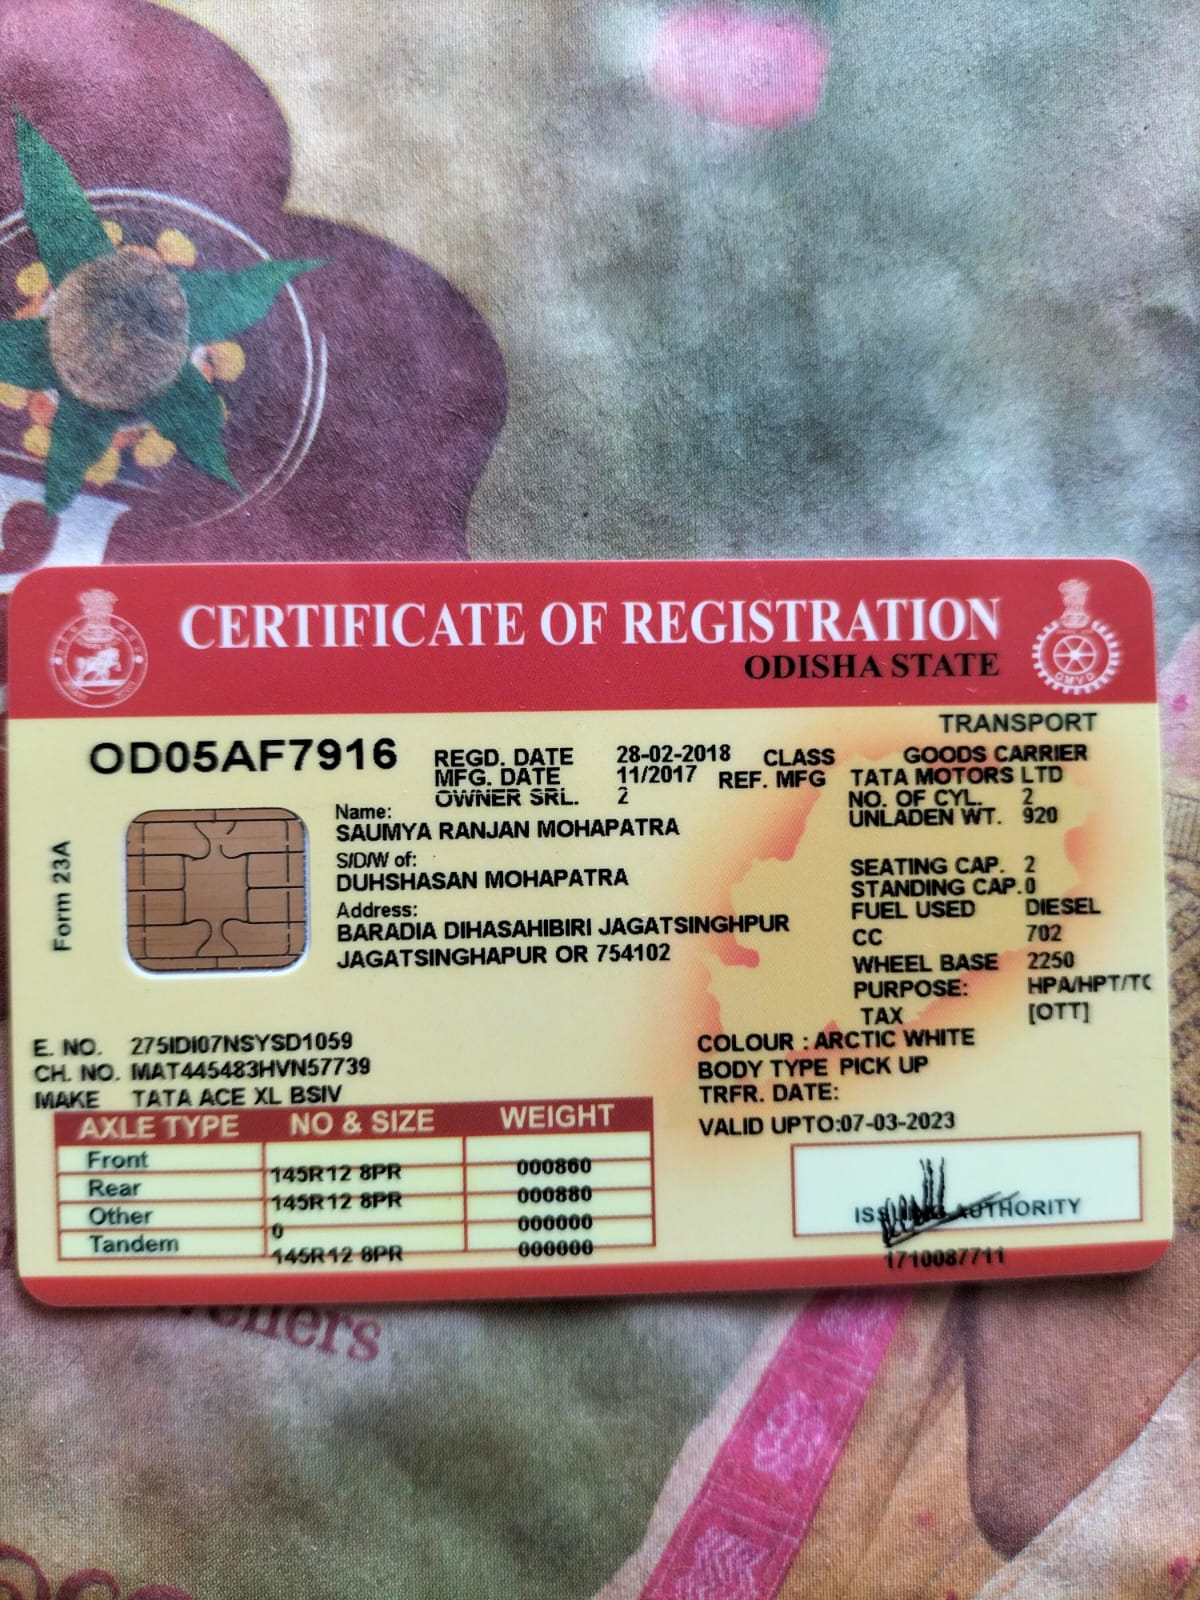 CERTIFICATE OF REGISTRATION
ODISHA STATE
OMVD
TRANSPORT
OD05AF7916
REGD. DATE 28-02-2018 CLASS GOODS CARRIER
MFG. DATE 11/2017 REF. MFG TATA MOTORS LTD
OWNER SRL. 2 NO. OF CYL. 2
UNLADEN WT. 920
Form 23A
Name:
SAUMYA RANJAN MOHAPATRA
S/D/W of:
DUHSHASAN MOHAPATRA
Address:
BARADIA DIHASAHIBIRI JAGATSINGHPUR
JAGATSINGHAPUR OR 754102
SEATING CAP. 2
STANDING CAP.0
FUEL USED DIESEL
CC 702
WHEEL BASE 2250
PURPOSE: HPA/HPT/TC
TAX [OTT]
E. NO. 275IDI07NSYSD1059
CH. NO. MAT445483HVN57739
MAKE TATA ACE XL BSIV
COLOUR : ARCTIC WHITE
BODY TYPE PICK UP
TRFR. DATE:
VALID UPTO:07-03-2023
AXLE TYPE NO & SIZE WEIGHT
Front 145R12 8PR 000860
Rear 145R12 8PR 000880
Other 0 000000
Tandem 145R12 8PR 000000
ISSUING AUTHORITY
1710087711